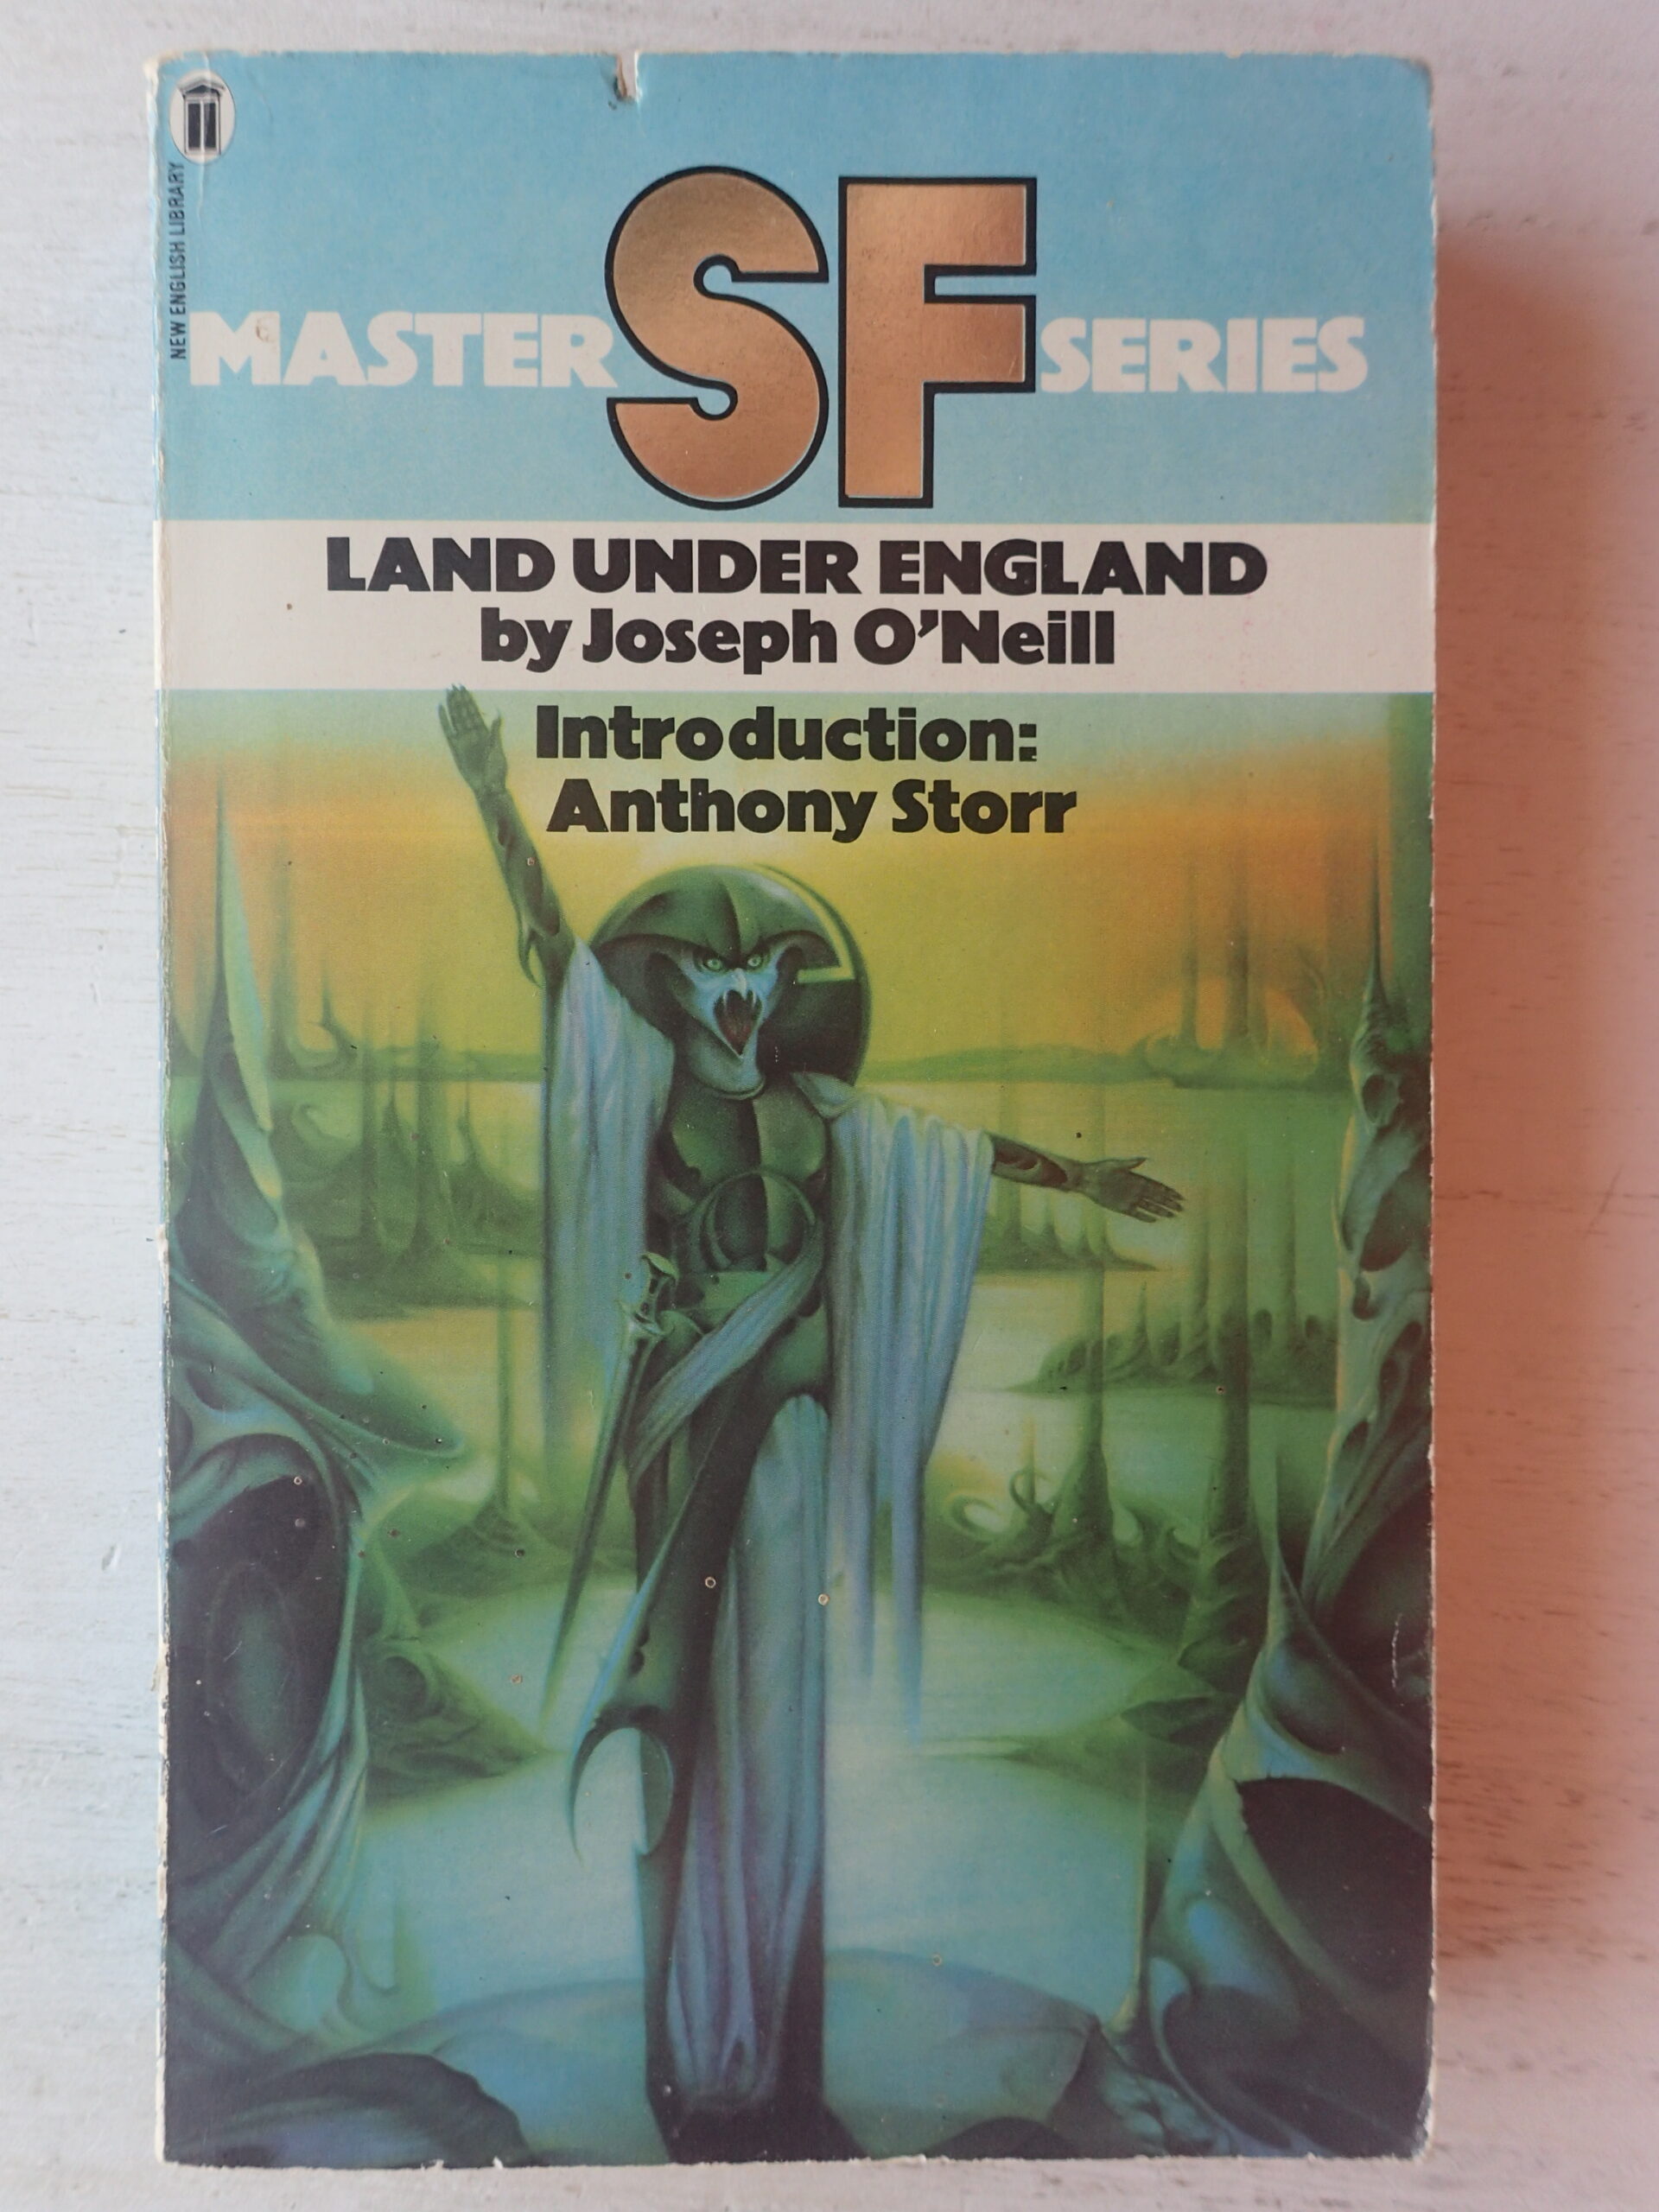 NEW ENGLISH LIBRARY
MASTER SF SERIES
LAND UNDER ENGLAND
by Joseph O'Neill
Introduction:
Anthony Storr